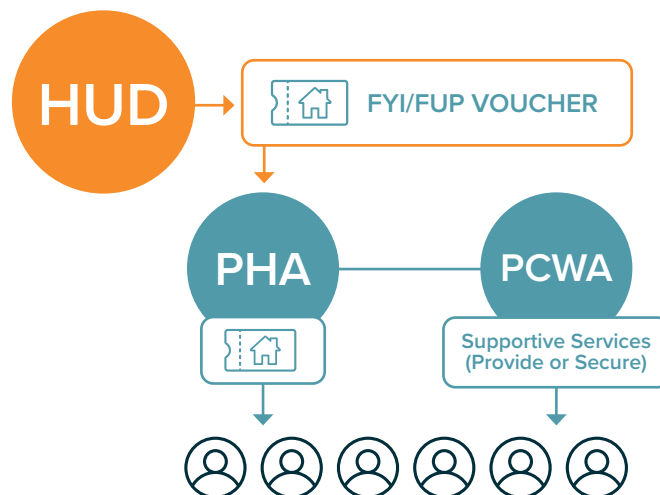 HUD
FYI/FUP VOUCHER
PHA
PCWA
Supportive Services
(Provide or Secure)